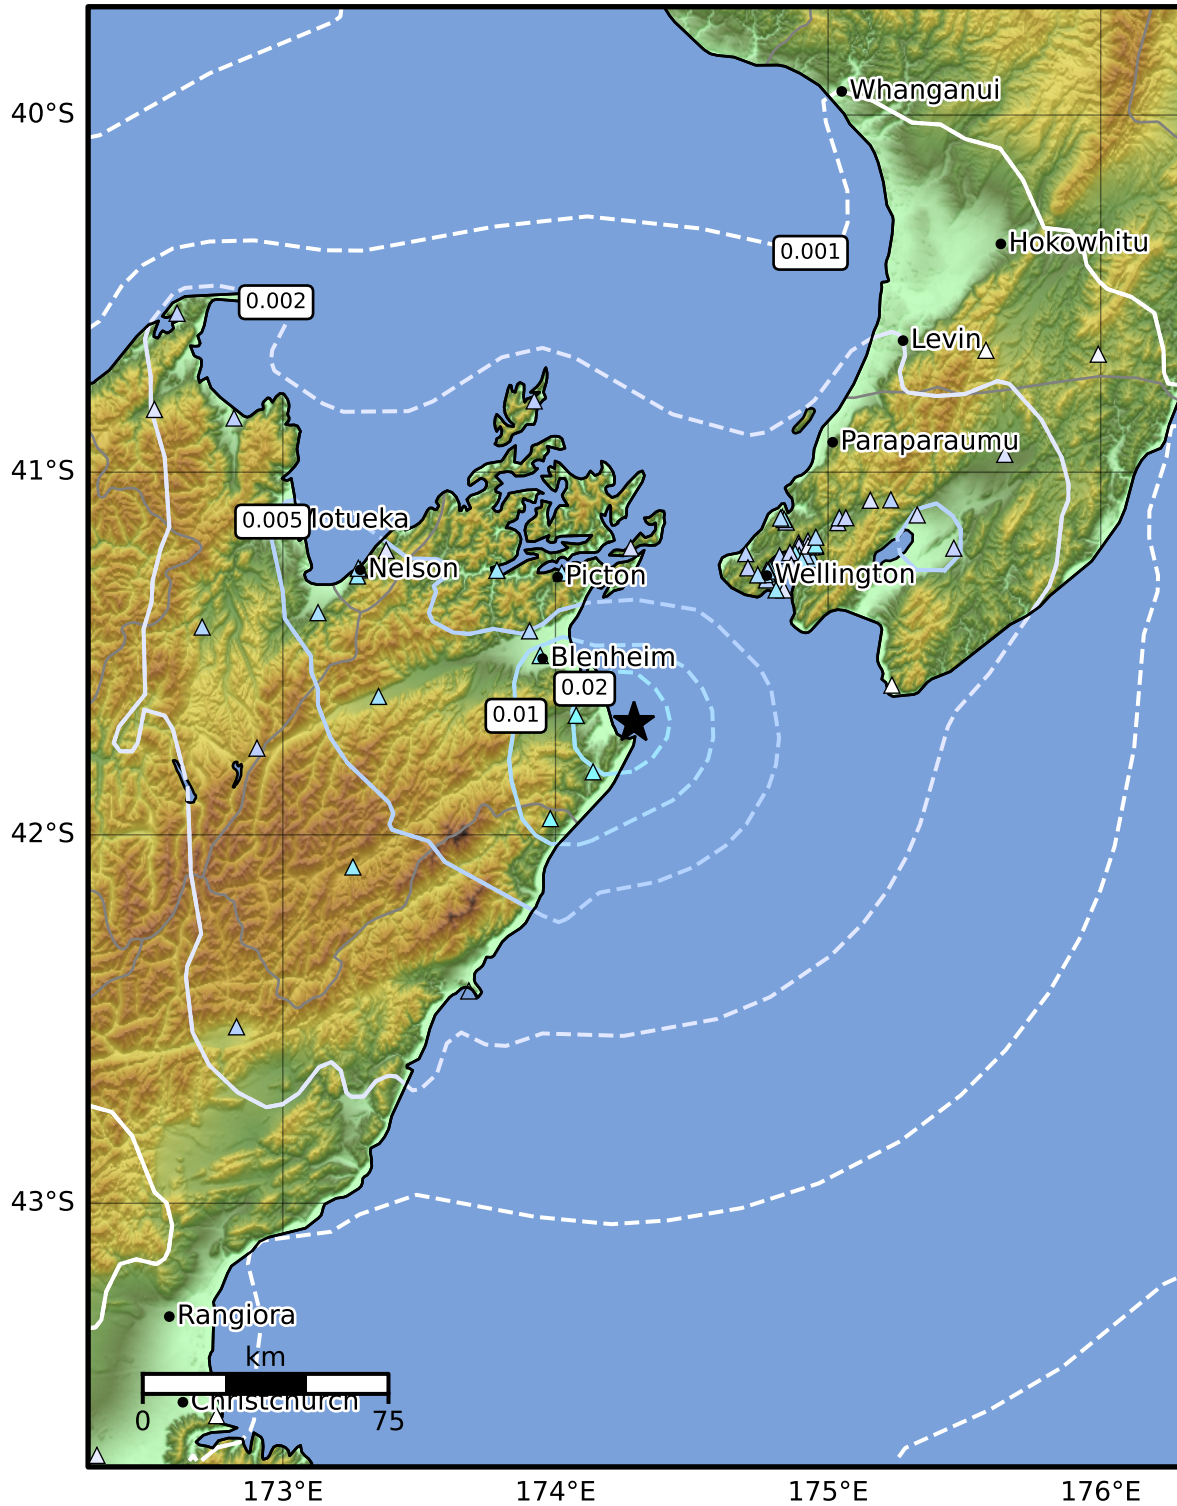 Whanganui
40°S
Hokowhitu
0.001
0.002
Levin
Paraparaumu
41°S
0.005
Motueka
Nelson
Picton
Wellington
Blenheim
0.02
0.01
42°S
43°S
Rangiora
km
Christchurch
0
75
173°E
174°E
175°E
176°E